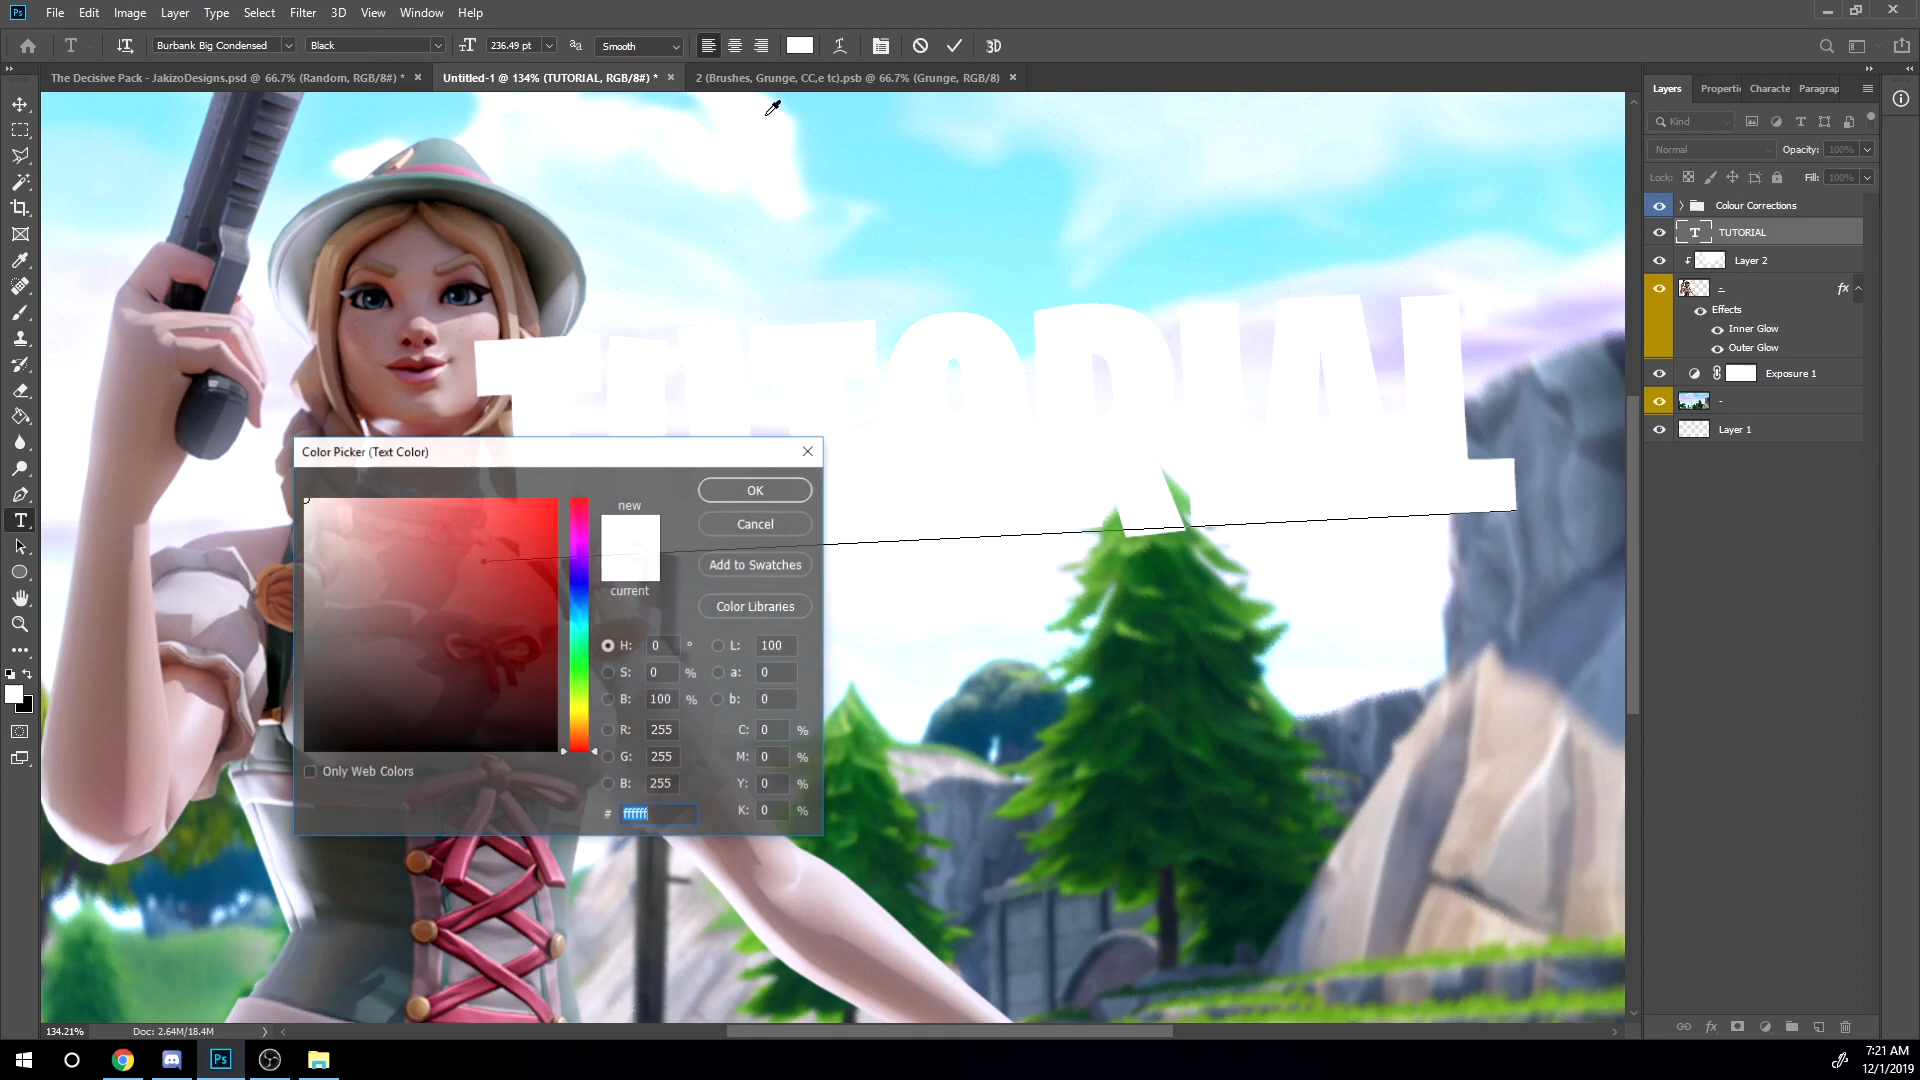 Ps File Edit Image Layer Type Select Filter 3D View Window Help
Burbank Big Condensed Black 236.49 pt Smooth 3D
The Decisive Pack - JakizoDesigns.psd @ 66.7% (Random, RGB/8#) * Untitled-1 @ 134% (TUTORIAL, RGB/8#) * 2 (Brushes, Grunge, CC,e tc).psb @ 66.7% (Grunge, RGB/8)
Layers Properti Characte Paragrap
Kind
Normal Opacity: 100%
Lock: Fill: 100%
Colour Corrections
TUTORIAL
Layer 2
fx
Effects
Inner Glow
Outer Glow
Exposure 1
-
Layer 1
TUTORIAL
Color Picker (Text Color)
new
current
OK
Cancel
Add to Swatches
Color Libraries
H: 0 ° L: 100
S: 0 % a: 0
B: 100 % b: 0
R: 255 C: 0 %
G: 255 M: 0 %
B: 255 Y: 0 %
# ffffff K: 0 %
Only Web Colors
134.21% Doc: 2.64M/18.4M
fx
Ps
7:21 AM
12/1/2019